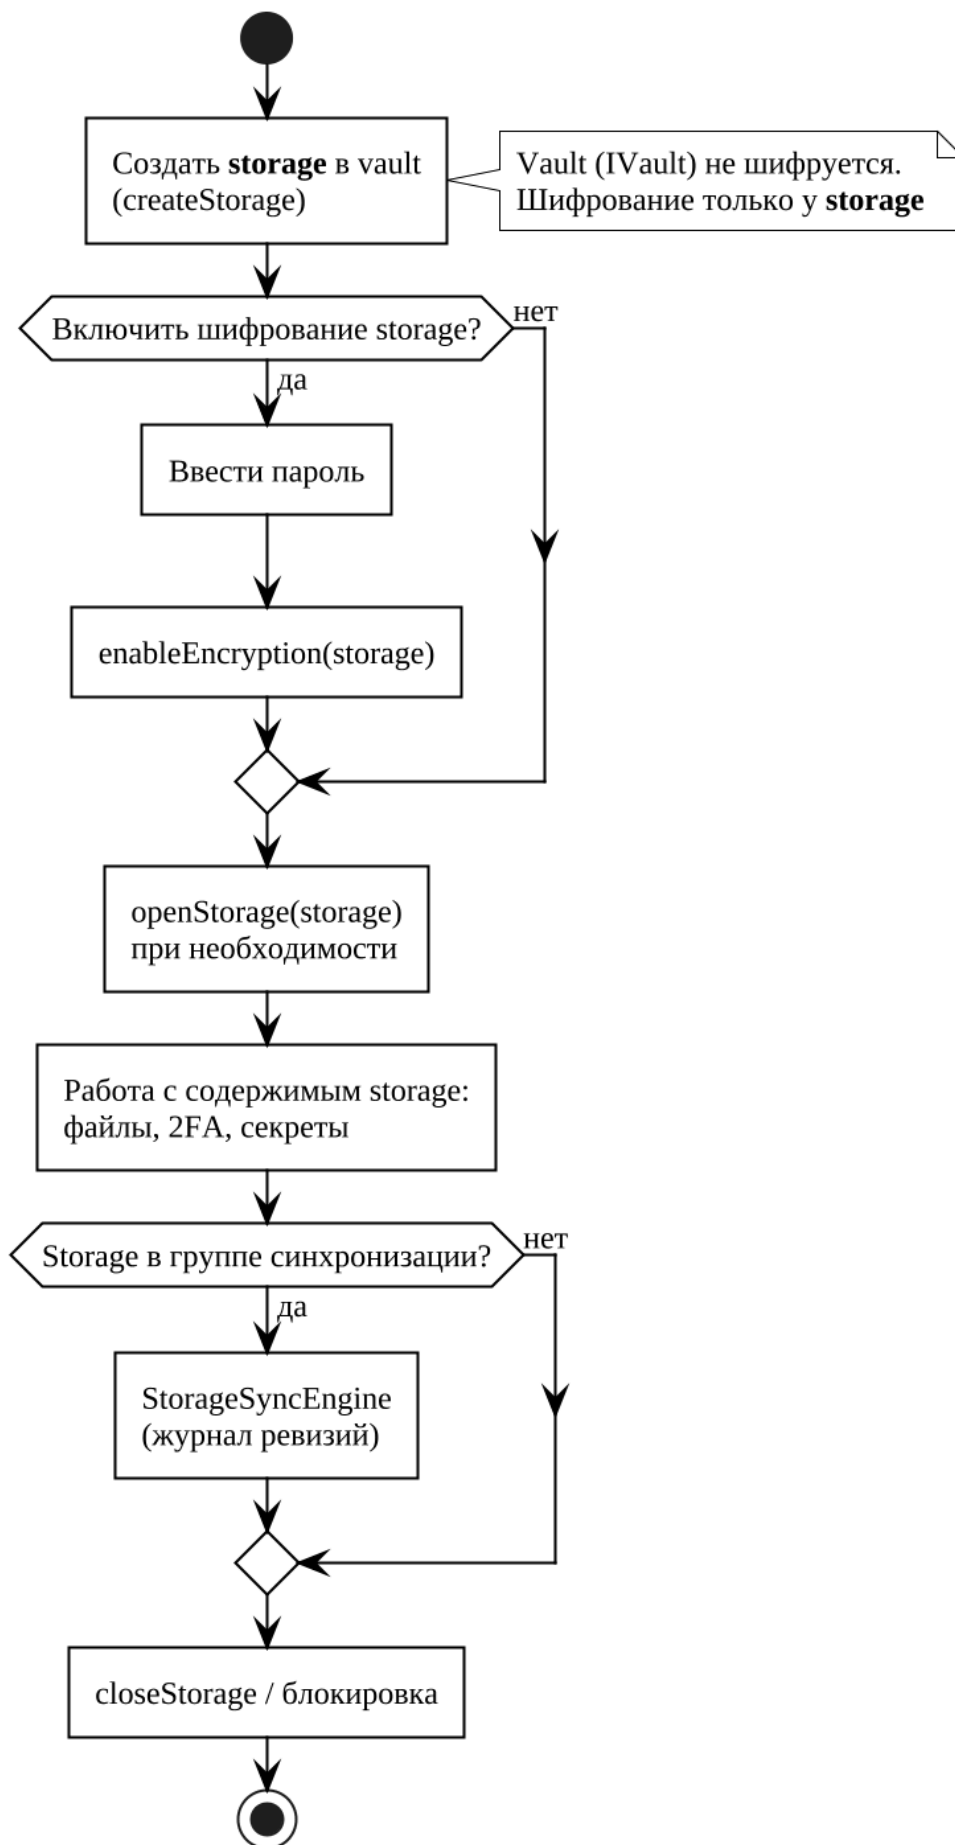 Создать storage в vault
(createStorage)
Vault (IVault) не шифруется.
Шифрование только у storage
Включить шифрование storage?
нет
да
Ввести пароль
enableEncryption(storage)
openStorage(storage)
при необходимости
Работа с содержимым storage:
файлы, 2FA, секреты
Storage в группе синхронизации?
нет
да
StorageSyncEngine
(журнал ревизий)
closeStorage / блокировка